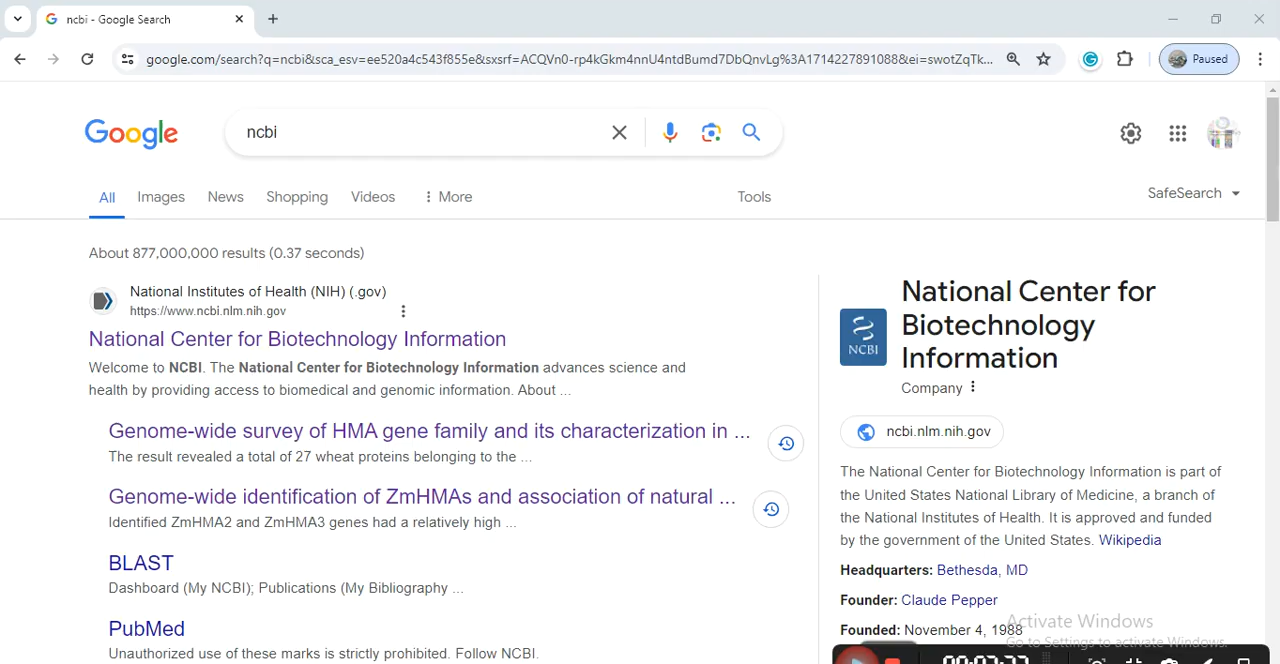 ncbi - Google Search
google.com/search?q=ncbi&sca_esv=ee520a4c543f855e&sxsrf=ACQVn0-rp4kGkm4nnU4ntdBumd7DbQnvLg%3A1714227891088&ei=swotZqTk...
Paused
Google
ncbi
All Images News Shopping Videos More Tools SafeSearch
About 877,000,000 results (0.37 seconds)
National Institutes of Health (NIH) (.gov)
https://www.ncbi.nlm.nih.gov
National Center for Biotechnology Information
Welcome to NCBI. The National Center for Biotechnology Information advances science and
health by providing access to biomedical and genomic information. About ...
Genome-wide survey of HMA gene family and its characterization in ...
The result revealed a total of 27 wheat proteins belonging to the ...
Genome-wide identification of ZmHMAs and association of natural ...
Identified ZmHMA2 and ZmHMA3 genes had a relatively high ...
BLAST
Dashboard (My NCBI); Publications (My Bibliography ...
PubMed
Unauthorized use of these marks is strictly prohibited. Follow NCBI.
NCBI
National Center for
Biotechnology
Information
Company
ncbi.nlm.nih.gov
The National Center for Biotechnology Information is part of
the United States National Library of Medicine, a branch of
the National Institutes of Health. It is approved and funded
by the government of the United States. Wikipedia
Headquarters: Bethesda, MD
Founder: Claude Pepper
Founded: November 4, 1988
Activate Windows
Go to Settings to activate Windows.